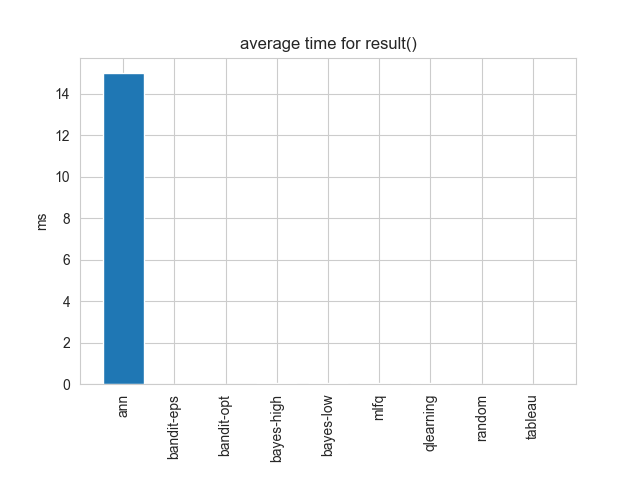 average time for result()
ms
14
12
10
8
6
4
2
0
ann
bandit-eps
bandit-opt
bayes-high
bayes-low
mlfq
qlearning
random
tableau